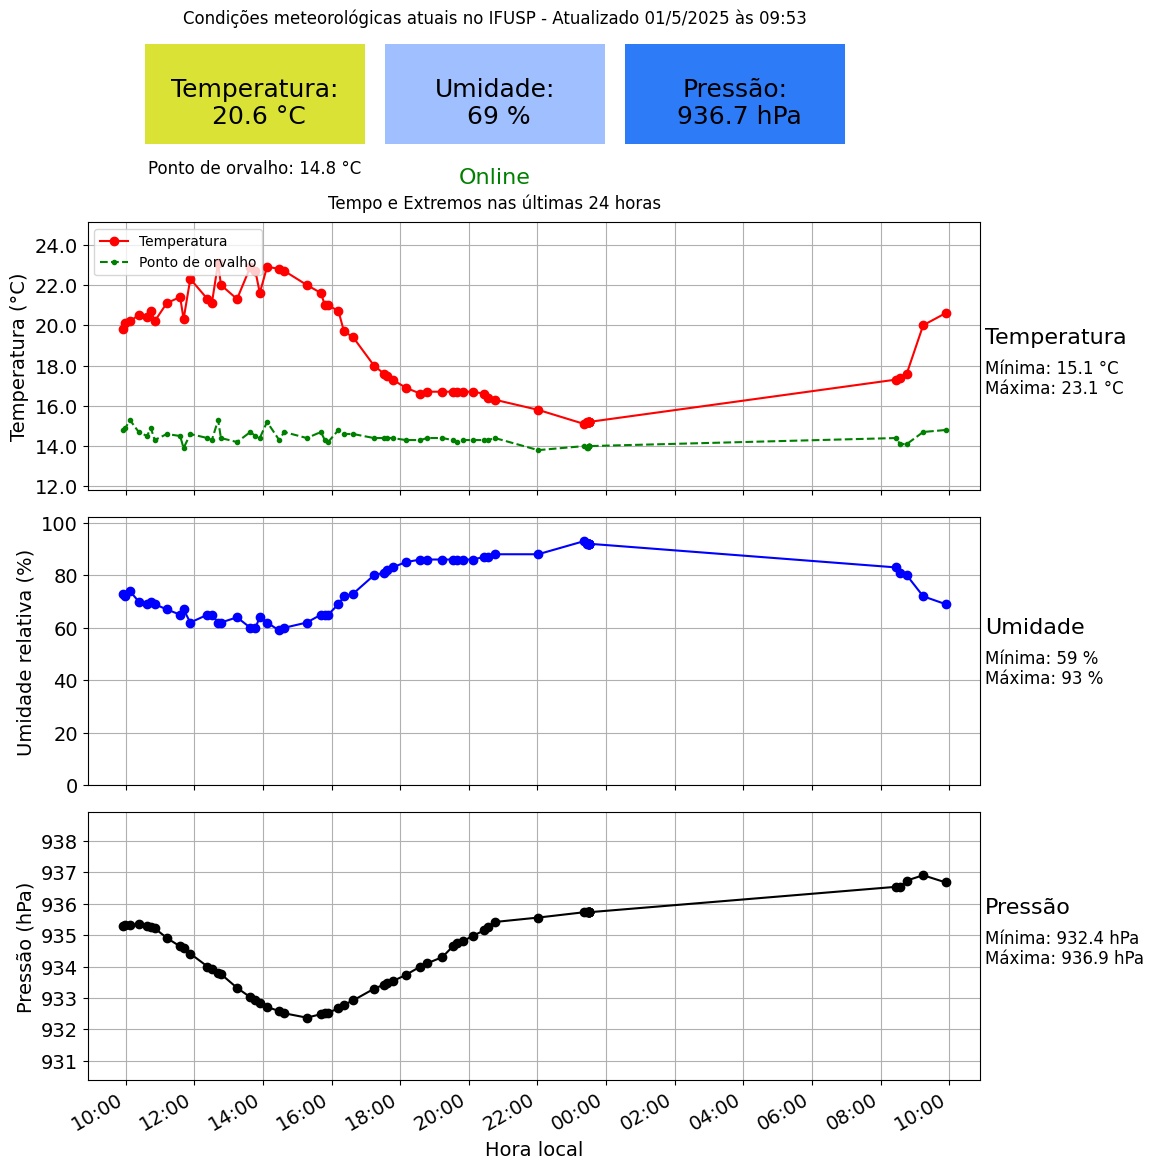 Condições meteorológicas atuais no IFUSP - Atualizado 01/5/2025 às 09:53
Temperatura:
20.6 °C
Umidade:
69 %
Pressão:
936.7 hPa
Ponto de orvalho: 14.8 °C
Online
Tempo e Extremos nas últimas 24 horas
Temperatura
Ponto de orvalho
Temperatura (°C)
24.0
22.0
20.0
18.0
16.0
14.0
12.0
Temperatura
Mínima: 15.1 °C
Máxima: 23.1 °C
Umidade relativa (%)
100
80
60
40
20
0
Umidade
Mínima: 59 %
Máxima: 93 %
Pressão (hPa)
938
937
936
935
934
933
932
931
Pressão
Mínima: 932.4 hPa
Máxima: 936.9 hPa
10:00 12:00 14:00 16:00 18:00 20:00 22:00 00:00 02:00 04:00 06:00 08:00 10:00
Hora local